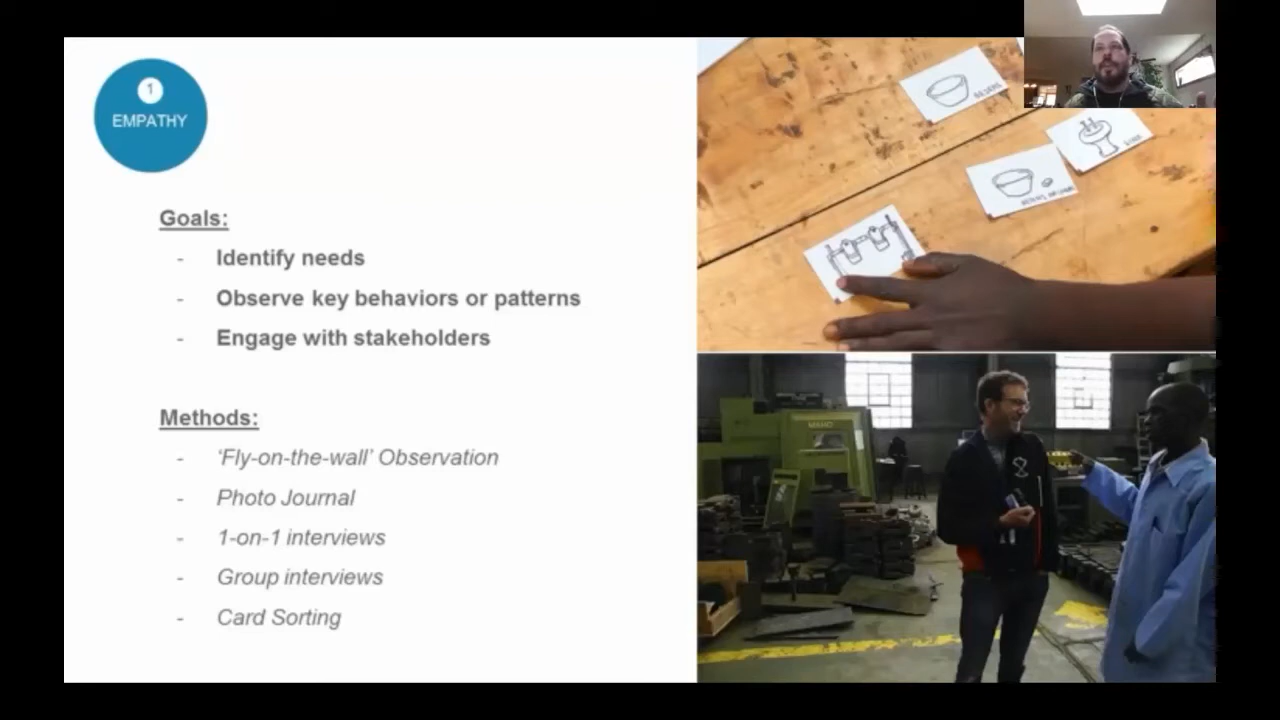 1
EMPATHY
Goals:
- Identify needs
- Observe key behaviors or patterns
- Engage with stakeholders
Methods:
- ‘Fly-on-the-wall’ Observation
- Photo Journal
- 1-on-1 interviews
- Group interviews
- Card Sorting
MAHO